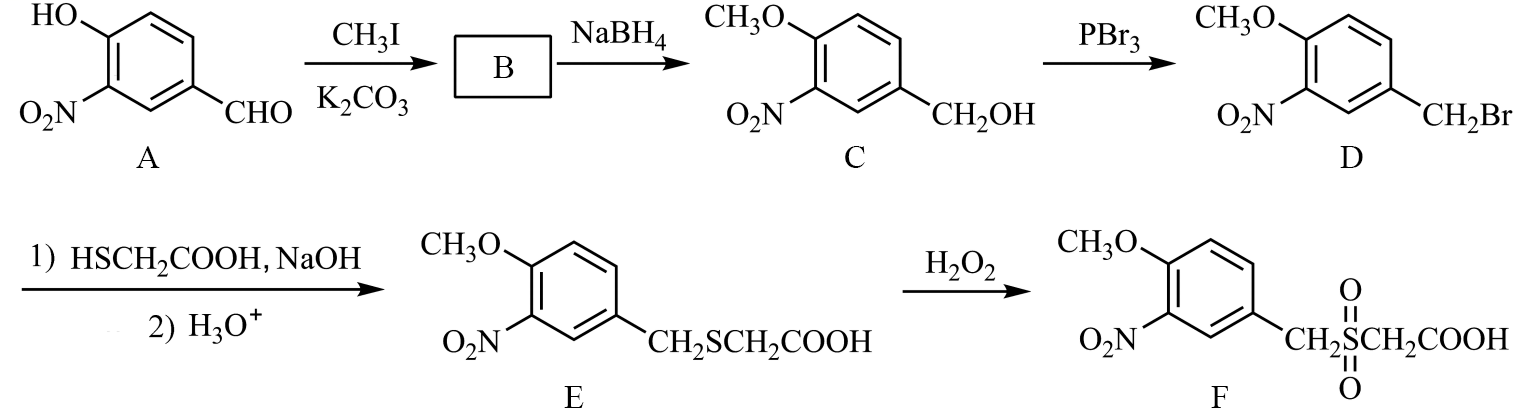 HO
O₂N
CHO
A
CH₃I
K₂CO₃
B
NaBH₄
CH₃O
O₂N
CH₂OH
C
PBr₃
CH₃O
O₂N
CH₂Br
D
1) HSCH₂COOH, NaOH
2) H₃O⁺
CH₃O
O₂N
CH₂SCH₂COOH
E
H₂O₂
CH₃O
O₂N
O
CH₂SCH₂COOH
O
F